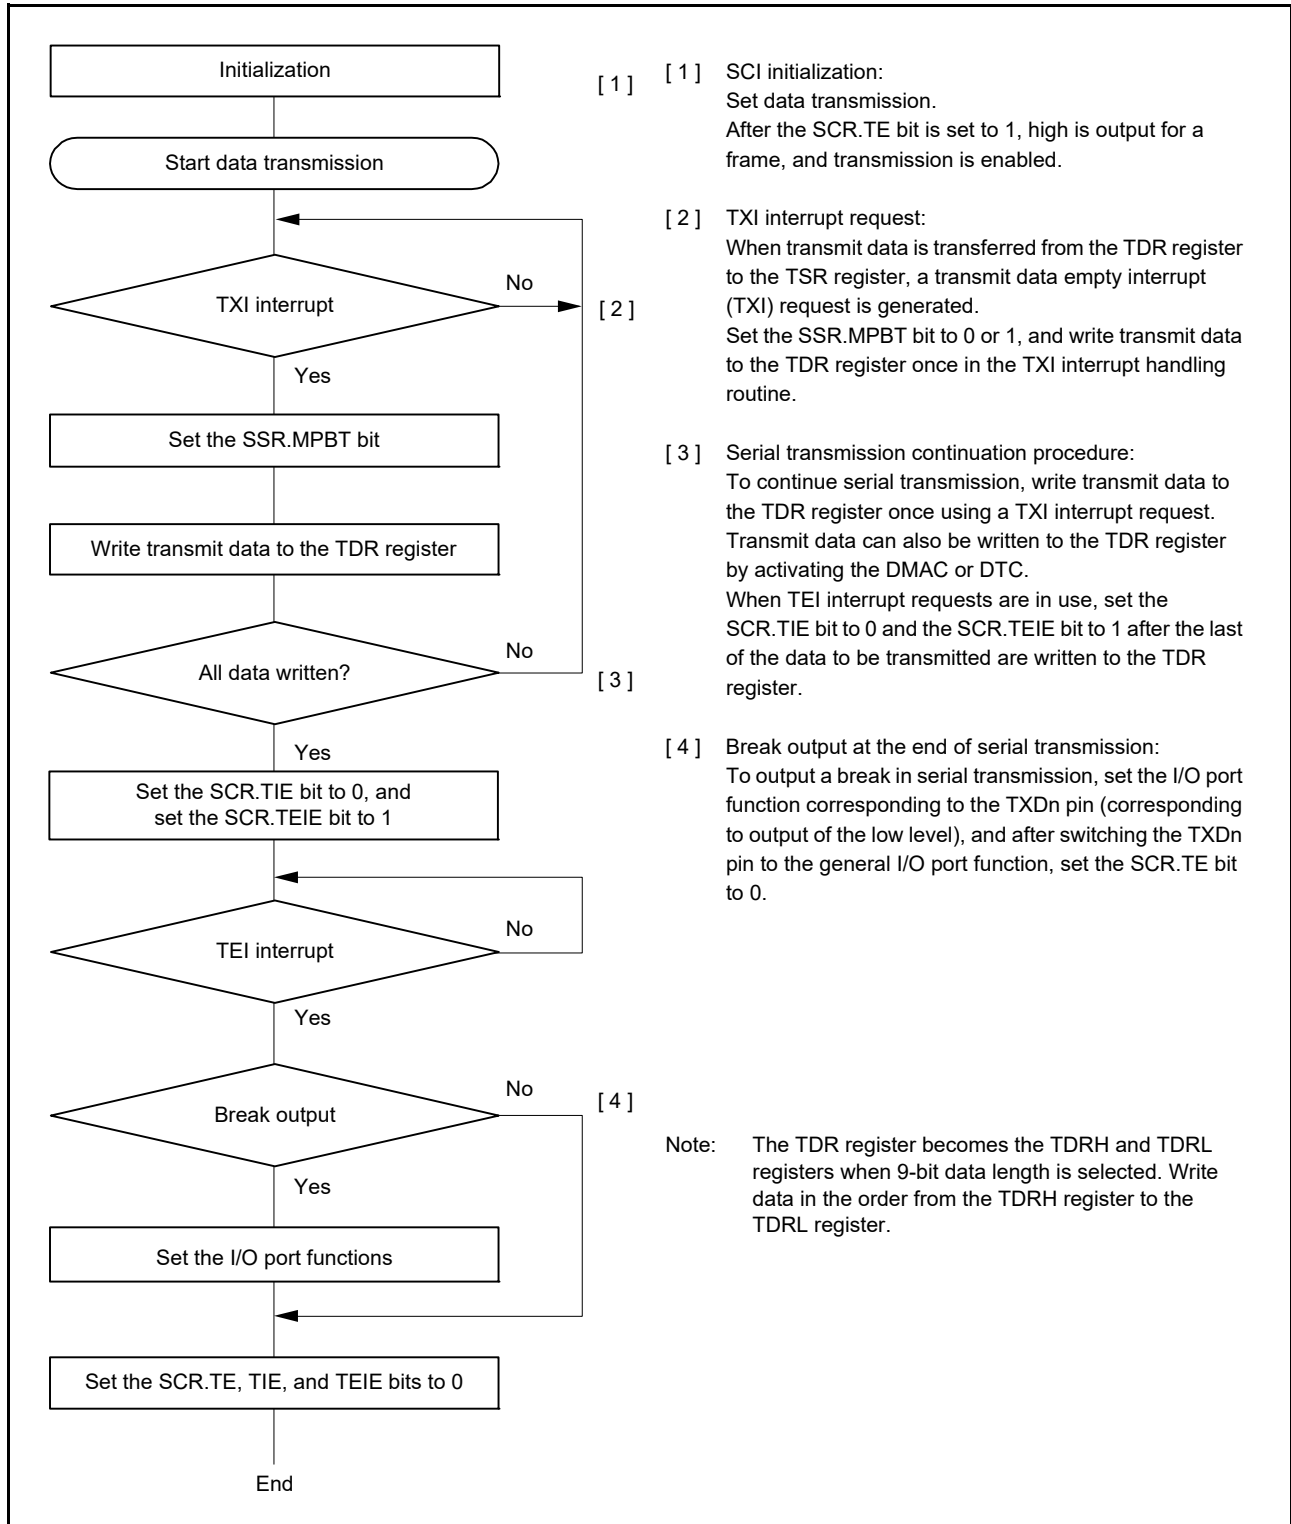 Initialization
[ 1 ]
Start data transmission
TXI interrupt
No
[ 2 ]
Yes
Set the SSR.MPBT bit
Write transmit data to the TDR register
All data written?
No
[ 3 ]
Yes
Set the SCR.TIE bit to 0, and
set the SCR.TEIE bit to 1
TEI interrupt
No
Yes
Break output
No
[ 4 ]
Yes
Set the I/O port functions
Set the SCR.TE, TIE, and TEIE bits to 0
End
[ 1 ] SCI initialization:
Set data transmission.
After the SCR.TE bit is set to 1, high is output for a
frame, and transmission is enabled.
[ 2 ] TXI interrupt request:
When transmit data is transferred from the TDR register
to the TSR register, a transmit data empty interrupt
(TXI) request is generated.
Set the SSR.MPBT bit to 0 or 1, and write transmit data
to the TDR register once in the TXI interrupt handling
routine.
[ 3 ] Serial transmission continuation procedure:
To continue serial transmission, write transmit data to
the TDR register once using a TXI interrupt request.
Transmit data can also be written to the TDR register
by activating the DMAC or DTC.
When TEI interrupt requests are in use, set the
SCR.TIE bit to 0 and the SCR.TEIE bit to 1 after the last
of the data to be transmitted are written to the TDR
register.
[ 4 ] Break output at the end of serial transmission:
To output a break in serial transmission, set the I/O port
function corresponding to the TXDn pin (corresponding
to output of the low level), and after switching the TXDn
pin to the general I/O port function, set the SCR.TE bit
to 0.
Note: The TDR register becomes the TDRH and TDRL
registers when 9-bit data length is selected. Write
data in the order from the TDRH register to the
TDRL register.